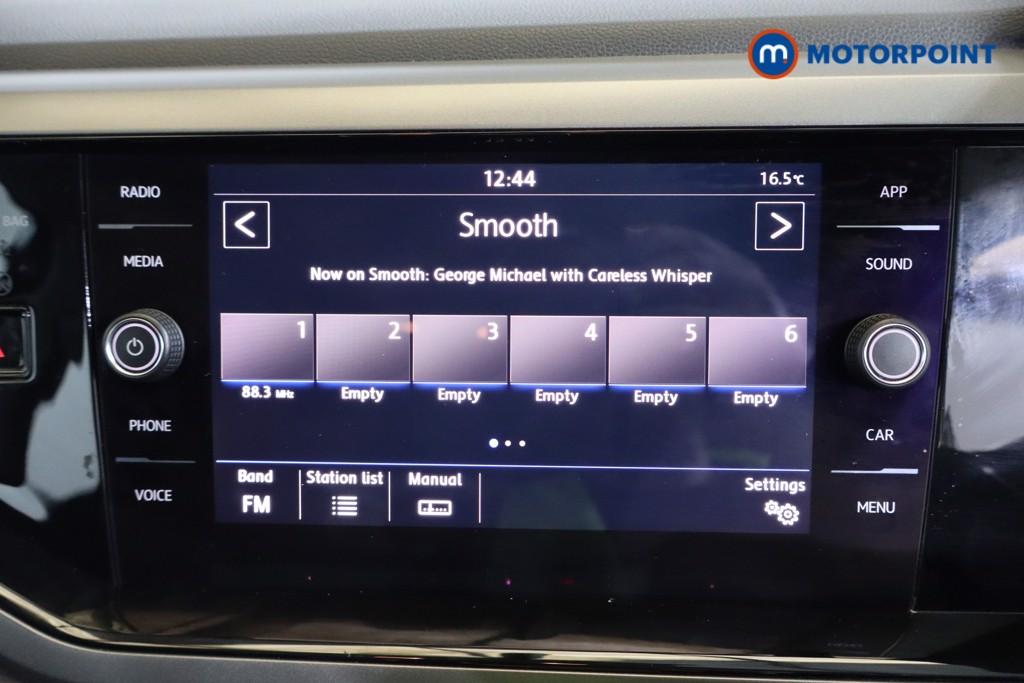 m. MOTORPOINT
BAG
RADIO
MEDIA
PHONE
VOICE
12:44
16.5°C
< Smooth >
Now on Smooth: George Michael with Careless Whisper
1 2 3 4 5 6
88.3 MHz Empty Empty Empty Empty Empty
Band Station list Manual Settings
FM
APP
SOUND
CAR
MENU